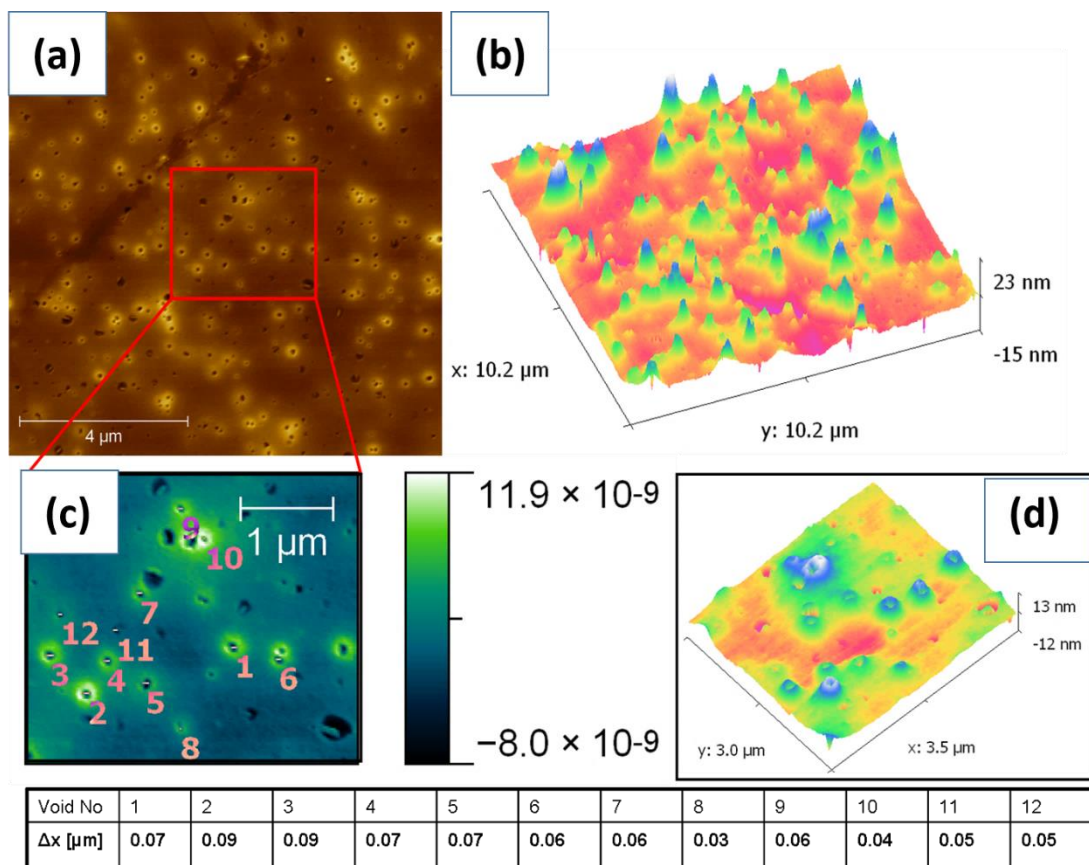 (a)
4 µm
(b)
23 nm
-15 nm
x: 10.2 µm
y: 10.2 µm
(c)
1 µm
9
10
7
12
11
3
4
1
6
2
5
8
11.9 × 10-9
−8.0 × 10-9
(d)
13 nm
-12 nm
y: 3.0 µm
x: 3.5 µm
Void No 1 2 3 4 5 6 7 8 9 10 11 12
Δx [µm] 0.07 0.09 0.09 0.07 0.07 0.06 0.06 0.03 0.06 0.04 0.05 0.05